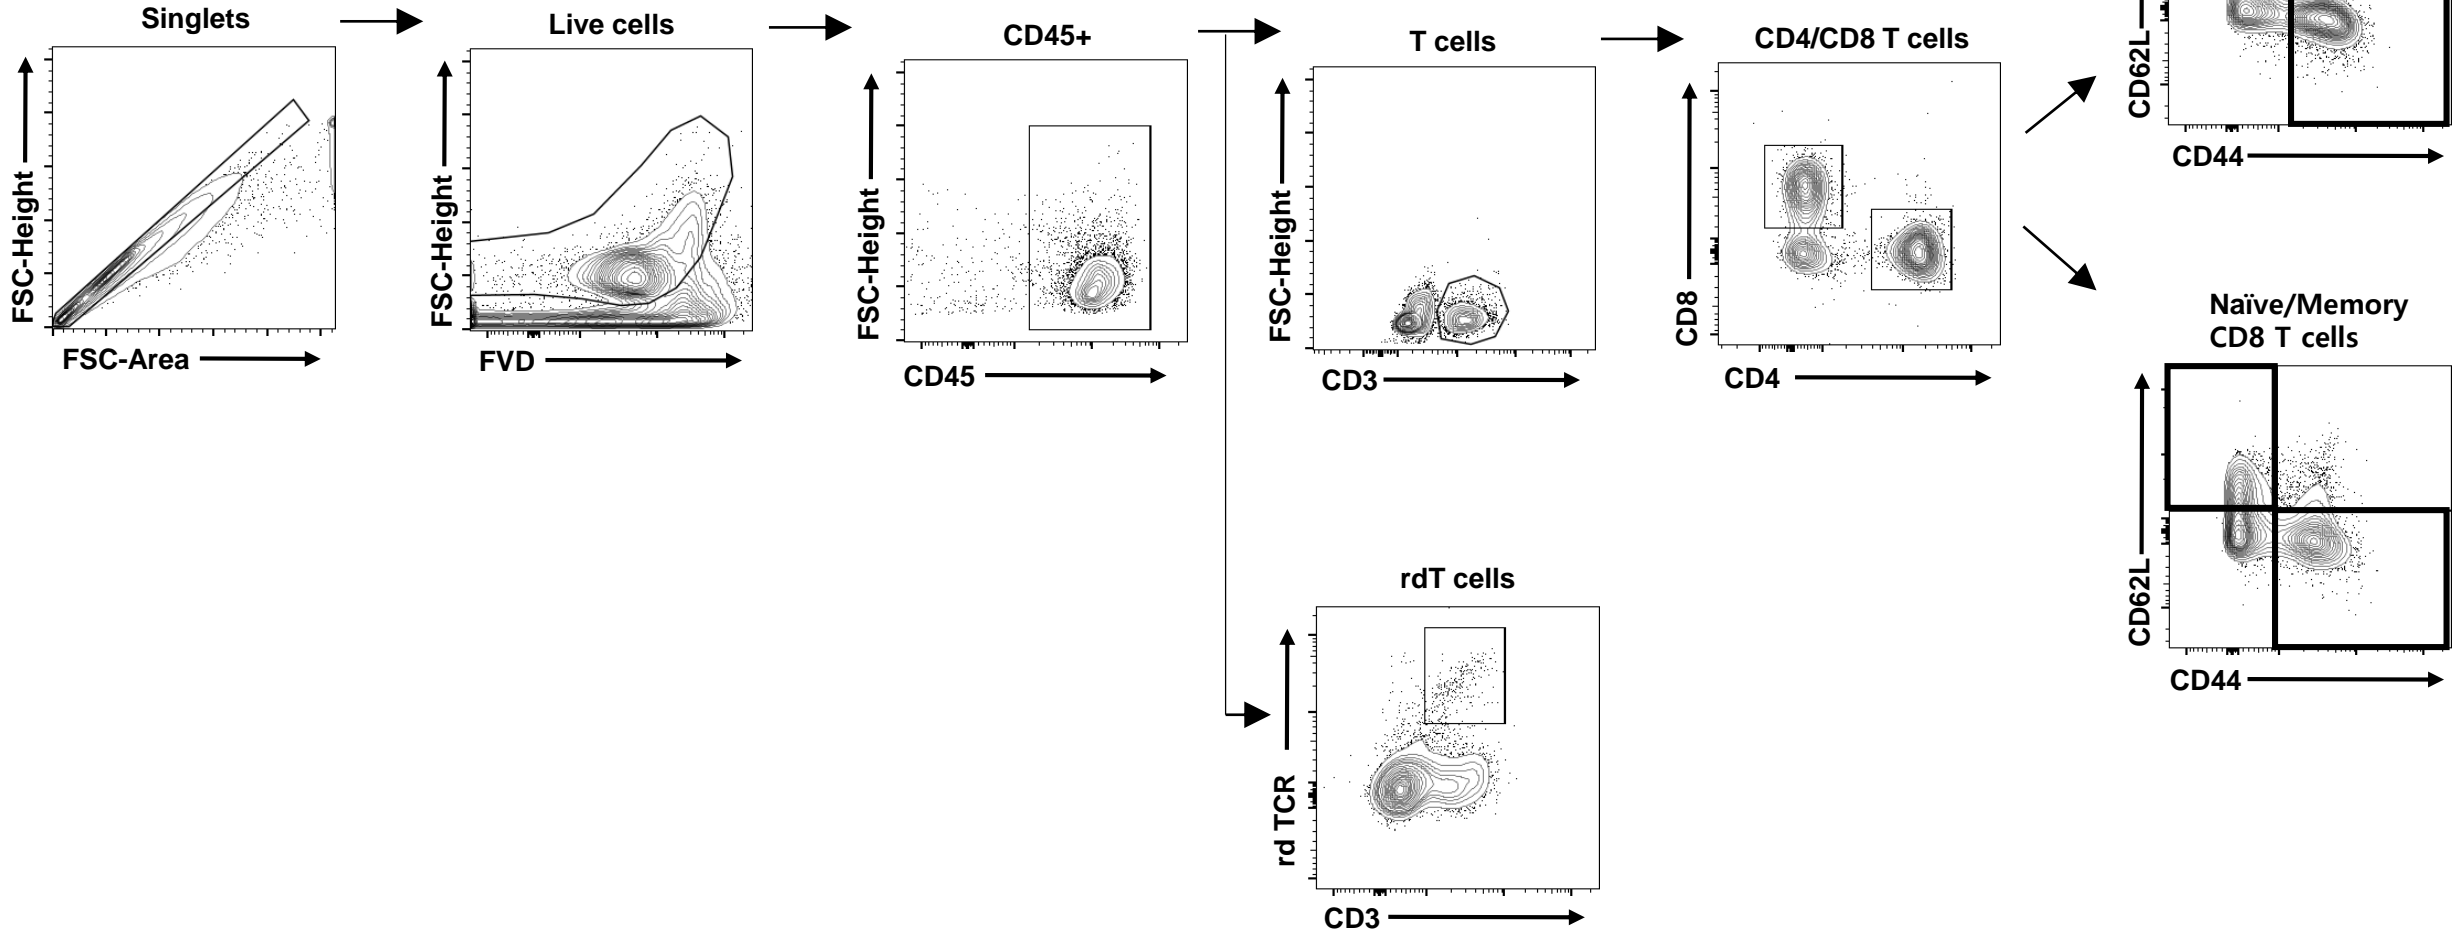 Singlets
FSC-Height
FSC-Area
Live cells
FSC-Height
FVD
CD45+
FSC-Height
CD45
T cells
FSC-Height
CD3
CD4/CD8 T cells
CD8
CD4
CD62L
CD44
Naïve/Memory
CD8 T cells
CD62L
CD44
rdT cells
rd TCR
CD3